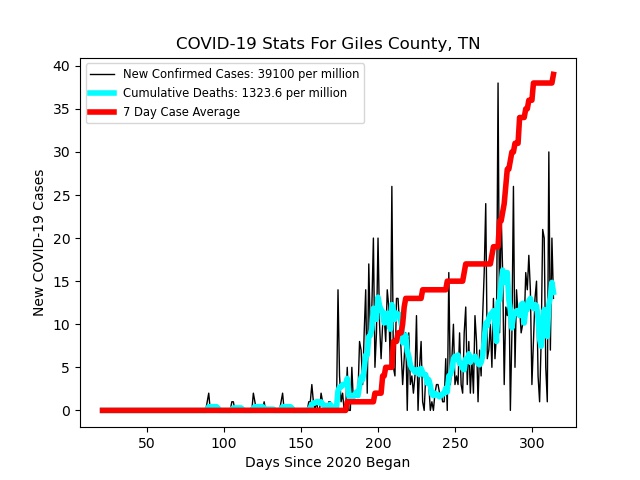 COVID-19 Stats For Giles County, TN
New Confirmed Cases: 39100 per million
Cumulative Deaths: 1323.6 per million
7 Day Case Average
New COVID-19 Cases
40
35
30
25
20
15
10
5
0
50 100 150 200 250 300
Days Since 2020 Began